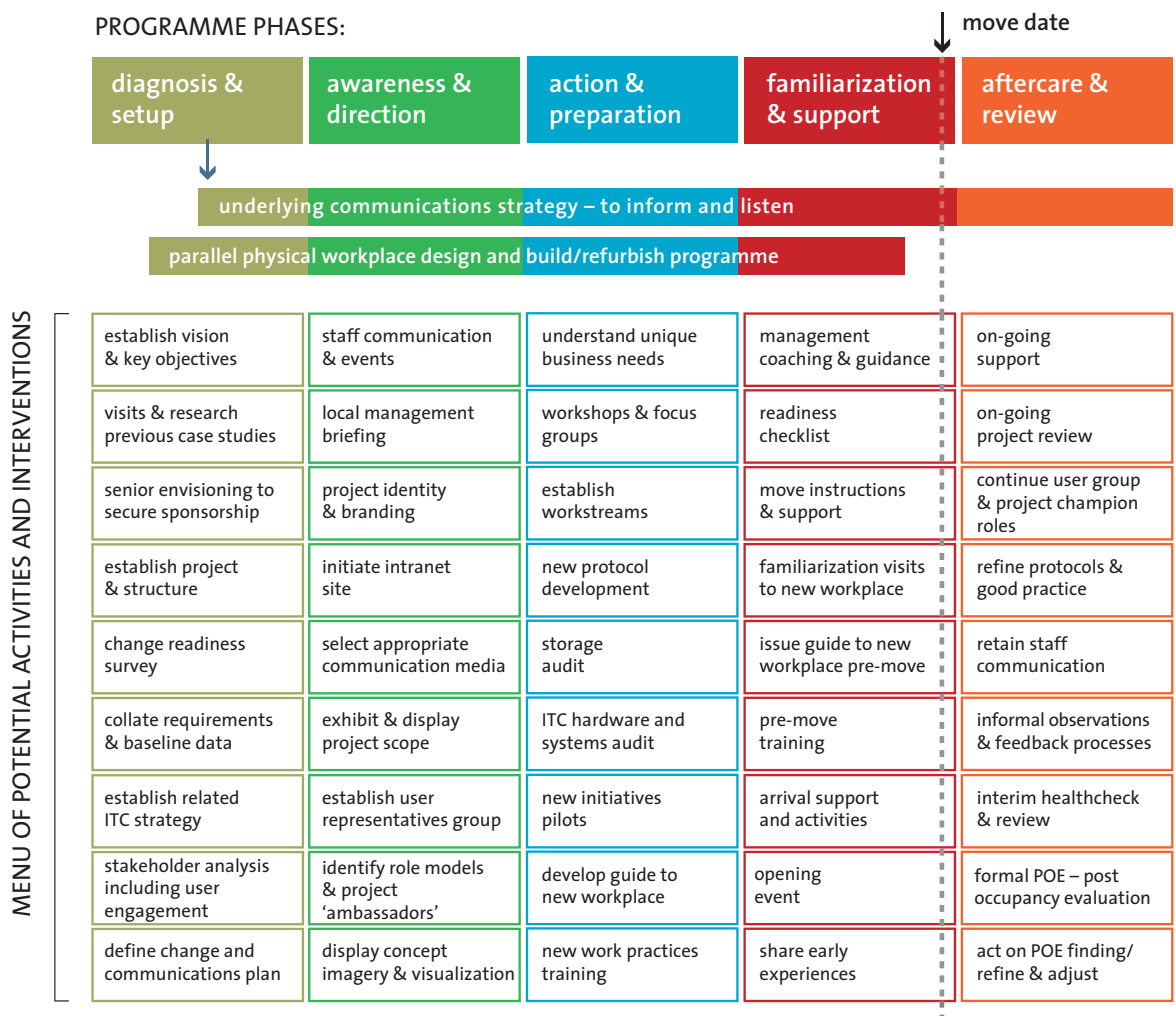 PROGRAMME PHASES:
move date
diagnosis &
setup
awareness &
direction
action &
preparation
familiarization
& support
aftercare &
review
underlying communications strategy – to inform and listen
parallel physical workplace design and build/refurbish programme
MENU OF POTENTIAL ACTIVITIES AND INTERVENTIONS
establish vision
& key objectives
staff communication
& events
understand unique
business needs
management
coaching & guidance
on-going
support
visits & research
previous case studies
local management
briefing
workshops & focus
groups
readiness
checklist
on-going
project review
senior envisioning to
secure sponsorship
project identity
& branding
establish
workstreams
move instructions
& support
continue user group
& project champion
roles
establish project
& structure
initiate intranet
site
new protocol
development
familiarization visits
to new workplace
refine protocols &
good practice
change readiness
survey
select appropriate
communication media
storage
audit
issue guide to new
workplace pre-move
retain staff
communication
collate requirements
& baseline data
exhibit & display
project scope
ITC hardware and
systems audit
pre-move
training
informal observations
& feedback processes
establish related
ITC strategy
establish user
representatives group
new initiatives
pilots
arrival support
and activities
interim healthcheck
& review
stakeholder analysis
including user
engagement
identify role models
& project
‘ambassadors’
develop guide to
new workplace
opening
event
formal POE – post
occupancy evaluation
define change and
communications plan
display concept
imagery & visualization
new work practices
training
share early
experiences
act on POE finding/
refine & adjust